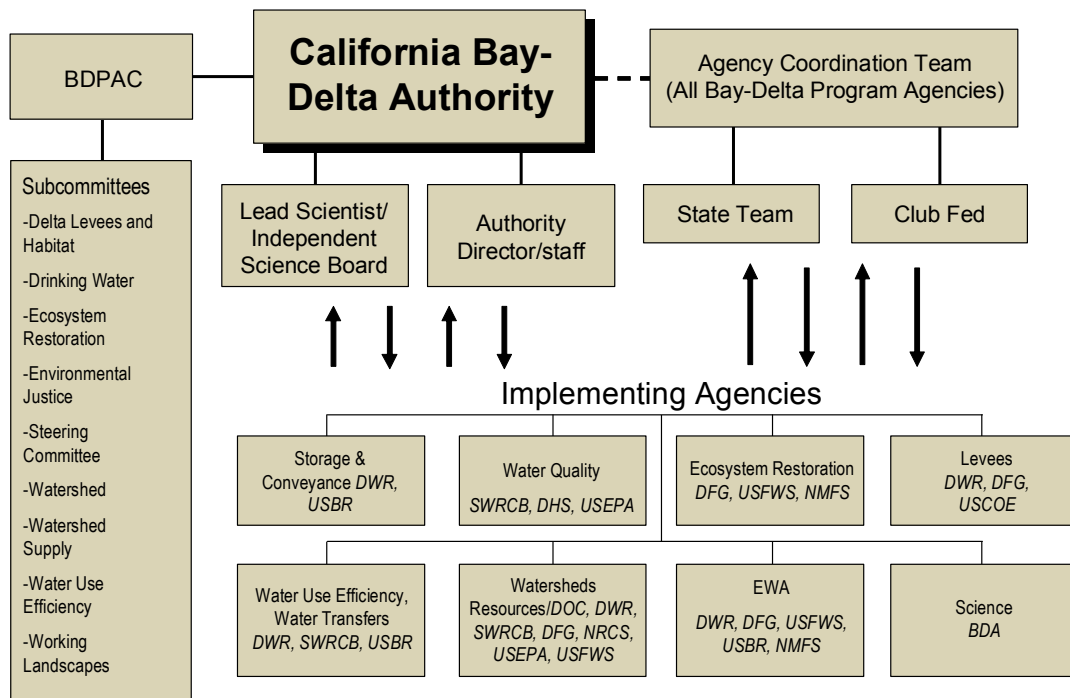 BDPAC
California Bay-
Delta Authority
Agency Coordination Team
(All Bay-Delta Program Agencies)
Subcommittees
-Delta Levees and
Habitat
-Drinking Water
-Ecosystem
Restoration
-Environmental
Justice
-Steering
Committee
-Watershed
-Watershed
Supply
-Water Use
Efficiency
-Working
Landscapes
Lead Scientist/
Independent
Science Board
Authority
Director/staff
State Team
Club Fed
Implementing Agencies
Storage &
Conveyance DWR,
USBR
Water Quality
SWRCB, DHS, USEPA
Ecosystem Restoration
DFG, USFWS, NMFS
Levees
DWR, DFG,
USCOE
Water Use Efficiency,
Water Transfers
DWR, SWRCB, USBR
Watersheds
Resources/DOC, DWR,
SWRCB, DFG, NRCS,
USEPA, USFWS
EWA
DWR, DFG, USFWS,
USBR, NMFS
Science
BDA